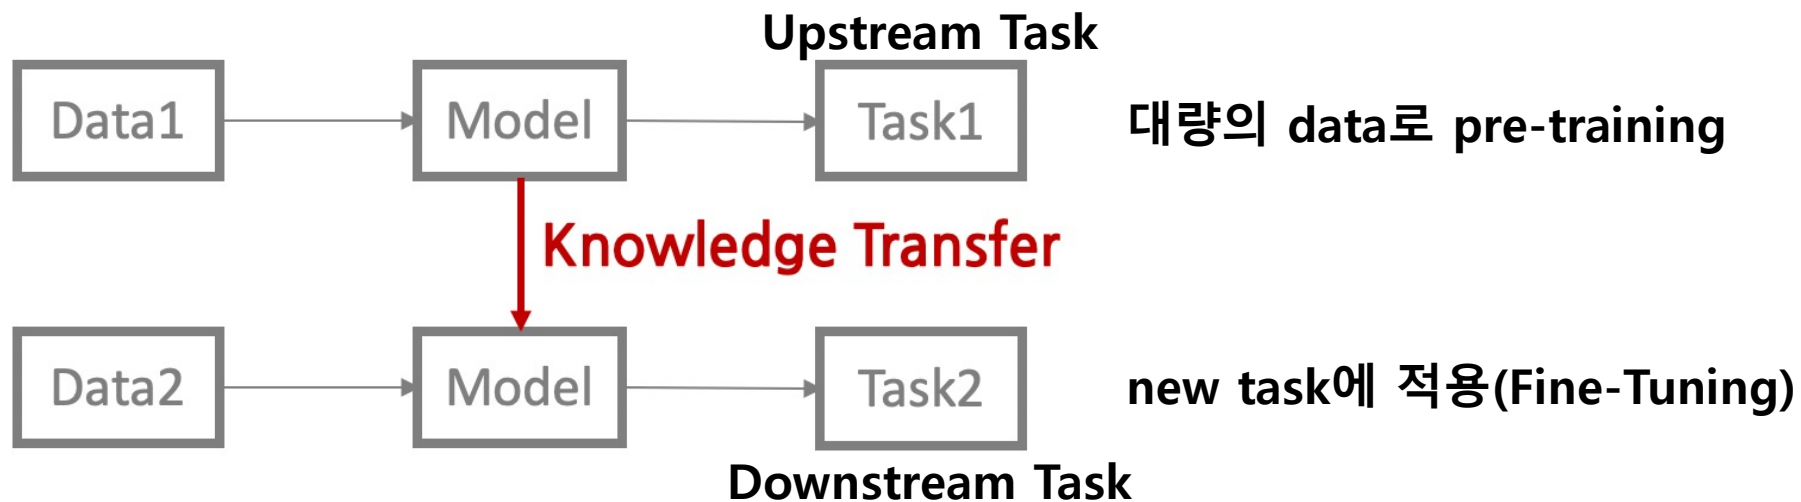 Upstream Task
Data1
Model
Task1
대량의 data로 pre-training
Knowledge Transfer
Data2
Model
Task2
new task에 적용(Fine-Tuning)
Downstream Task